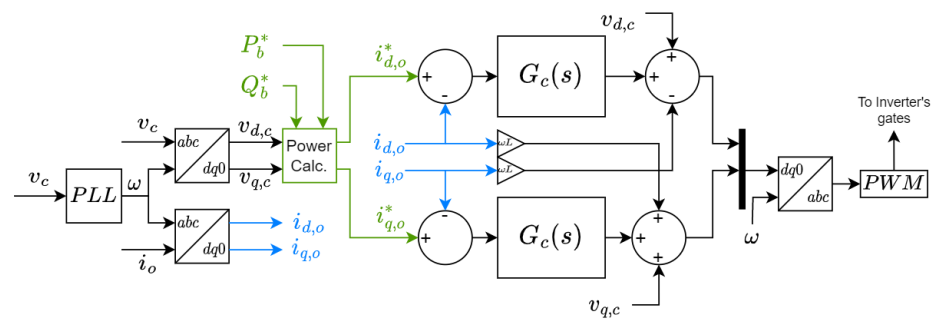 P_b^*
Q_b^*
v_c
abc
dq0
v_{d,c}
v_{q,c}
Power
Calc.
v_c
PLL
ω
abc
dq0
i_o
i_{d,o}
i_{q,o}
i_{d,o}^*
+
-
G_c(s)
v_{d,c}
+
+
-
i_{d,o}
ωL
i_{q,o}
ωL
i_{q,o}^*
+
-
G_c(s)
+
+
+
v_{q,c}
ω
dq0
abc
PWM
To Inverter's
gates